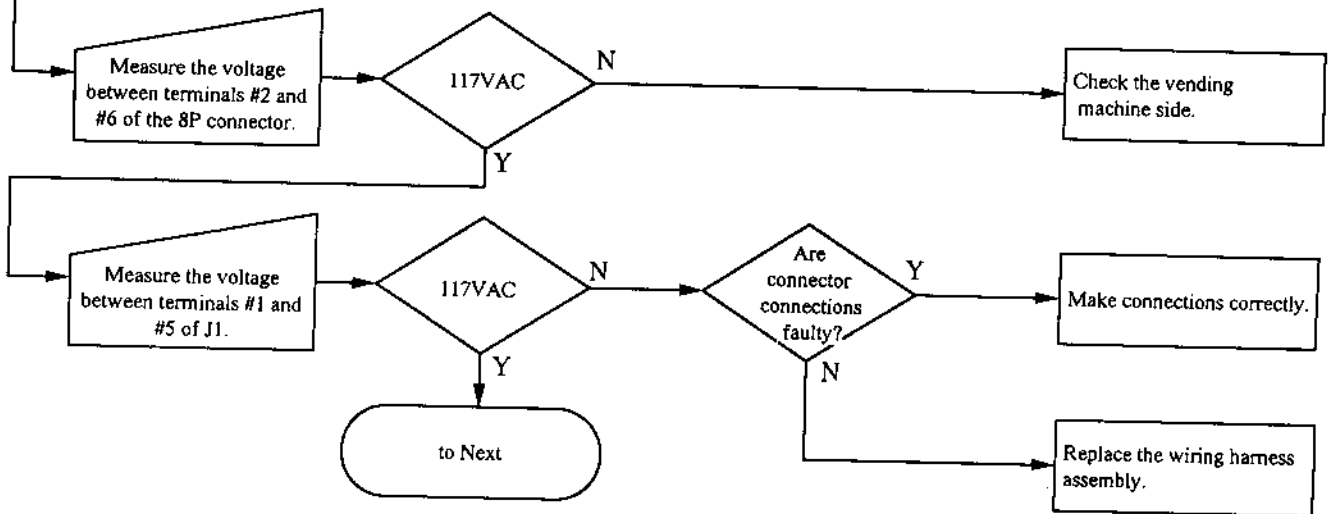 Measure the voltage
between terminals #2 and
#6 of the 8P connector.
117VAC
N
Check the vending
machine side.
Y
Measure the voltage
between terminals #1 and
#5 of J1.
117VAC
N
Are
connector
connections
faulty?
Y
Make connections correctly.
Y
N
to Next
Replace the wiring harness
assembly.